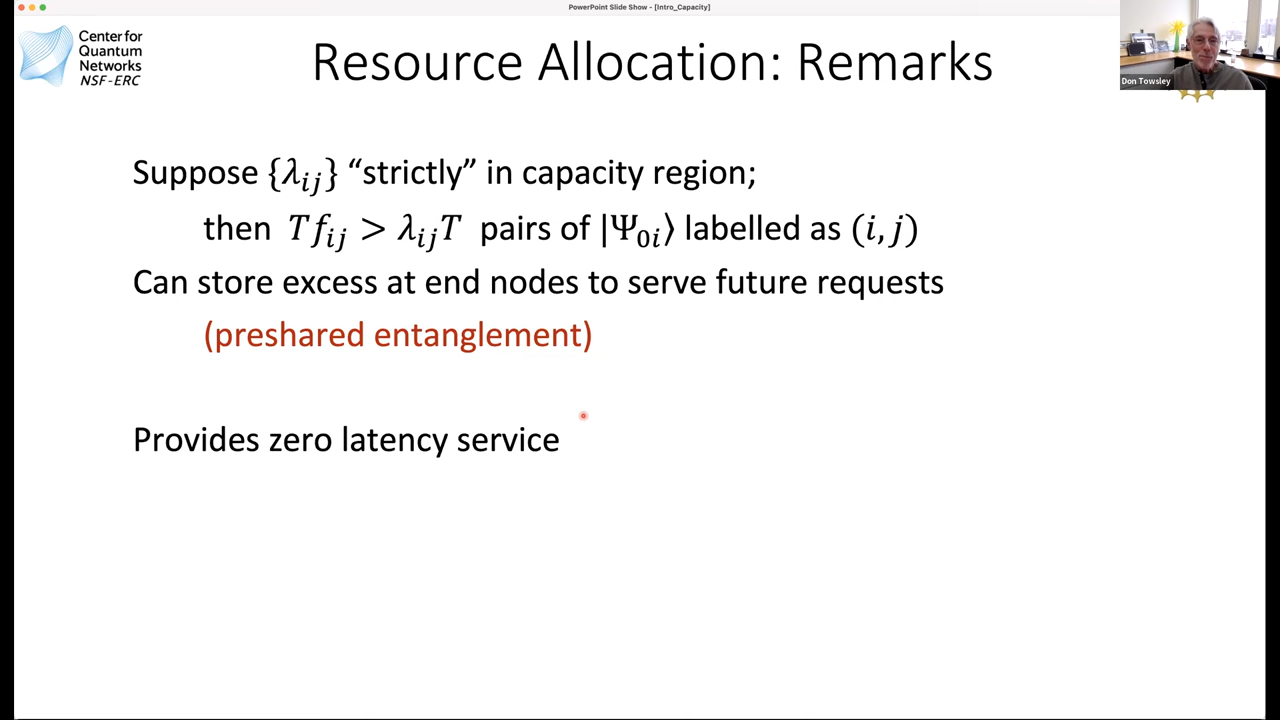 PowerPoint Slide Show - [Intro_Capacity]
Center for
Quantum
Networks
NSF-ERC
Resource Allocation: Remarks
Don Towsley
Suppose {λ_ij} “strictly” in capacity region;
then Tf_ij > λ_ijT pairs of |Ψ_0i⟩ labelled as (i, j)
Can store excess at end nodes to serve future requests
(preshared entanglement)
Provides zero latency service